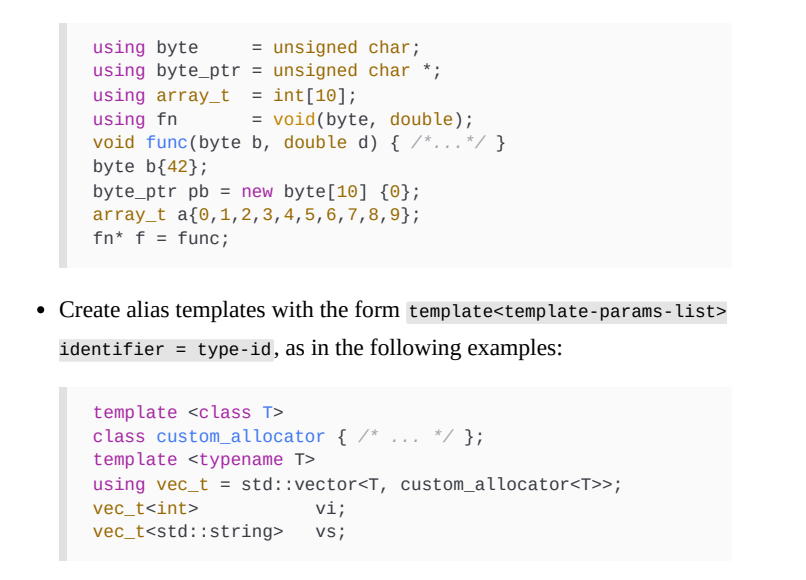 using byte     = unsigned char;
using byte_ptr = unsigned char *;
using array_t  = int[10];
using fn       = void(byte, double);
void func(byte b, double d) { /*...*/ }
byte b{42};
byte_ptr pb = new byte[10] {0};
array_t a{0,1,2,3,4,5,6,7,8,9};
fn* f = func;
• Create alias templates with the form template<template-params-list>
identifier = type-id, as in the following examples:
template <class T>
class custom_allocator { /* ... */ };
template <typename T>
using vec_t = std::vector<T, custom_allocator<T>>;
vec_t<int>           vi;
vec_t<std::string>   vs;